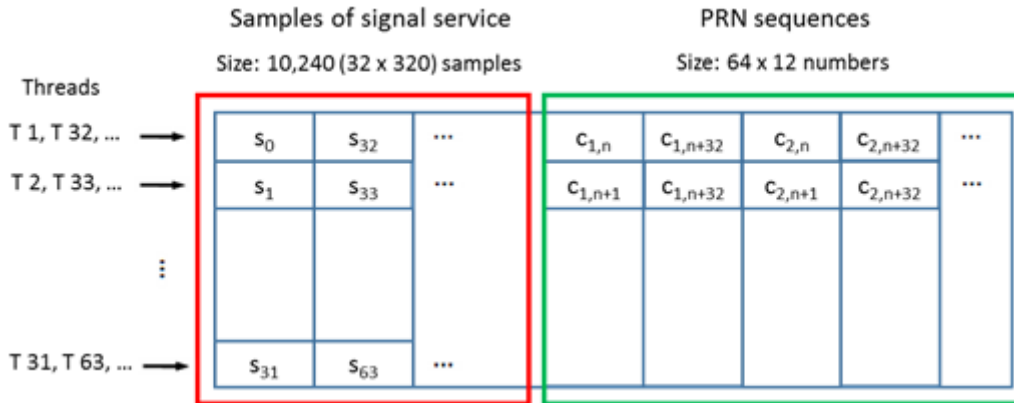 Samples of signal service PRN sequences
Size: 10,240 (32 x 320) samples Size: 64 x 12 numbers
Threads
T 1, T 32, ... s₀ s₃₂ ... c₁,ₙ c₁,ₙ₊₃₂ c₂,ₙ c₂,ₙ₊₃₂ ...
T 2, T 33, ... s₁ s₃₃ ... c₁,ₙ₊₁ c₁,ₙ₊₃₂ c₂,ₙ₊₁ c₂,ₙ₊₃₂ ...
⋮
T 31, T 63, ... s₃₁ s₆₃ ...